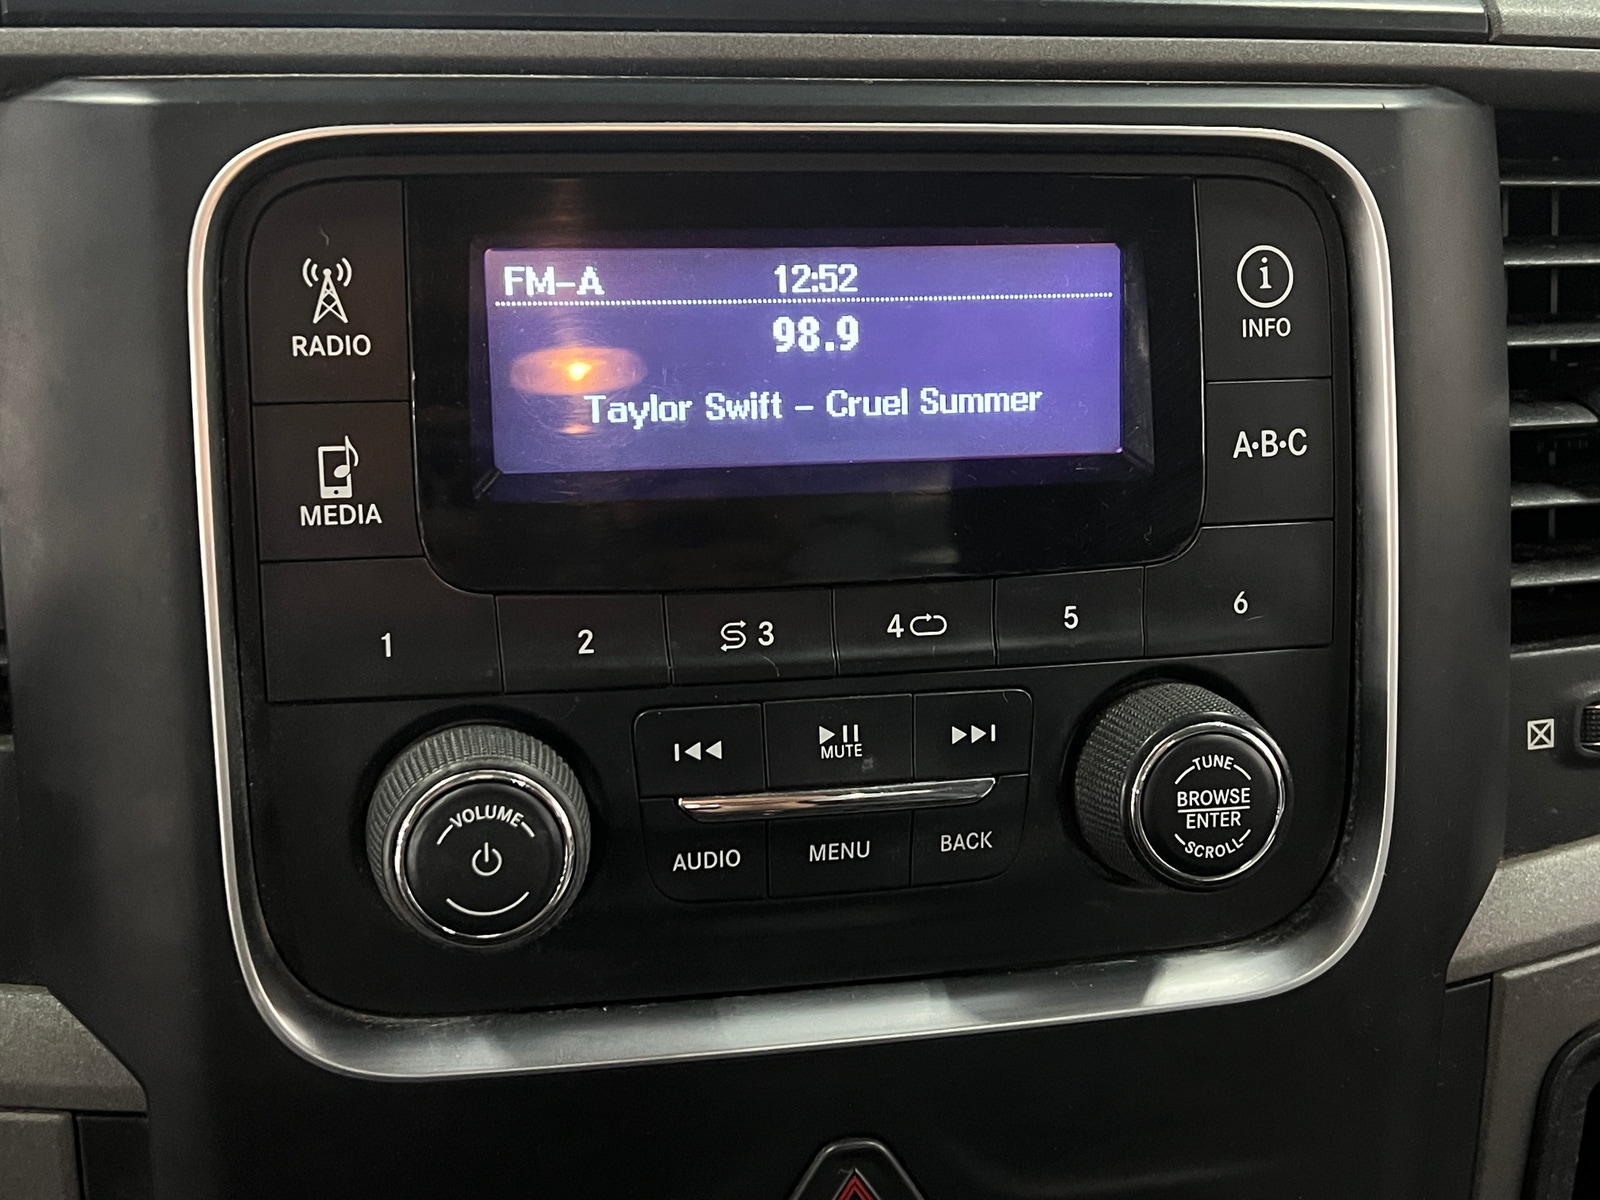 FM-A 12:52
98.9
Taylor Swift - Cruel Summer
RADIO
MEDIA
INFO
A·B·C
1 2 3 4 5 6
MUTE
AUDIO MENU BACK
VOLUME
TUNE
BROWSE
ENTER
SCROLL